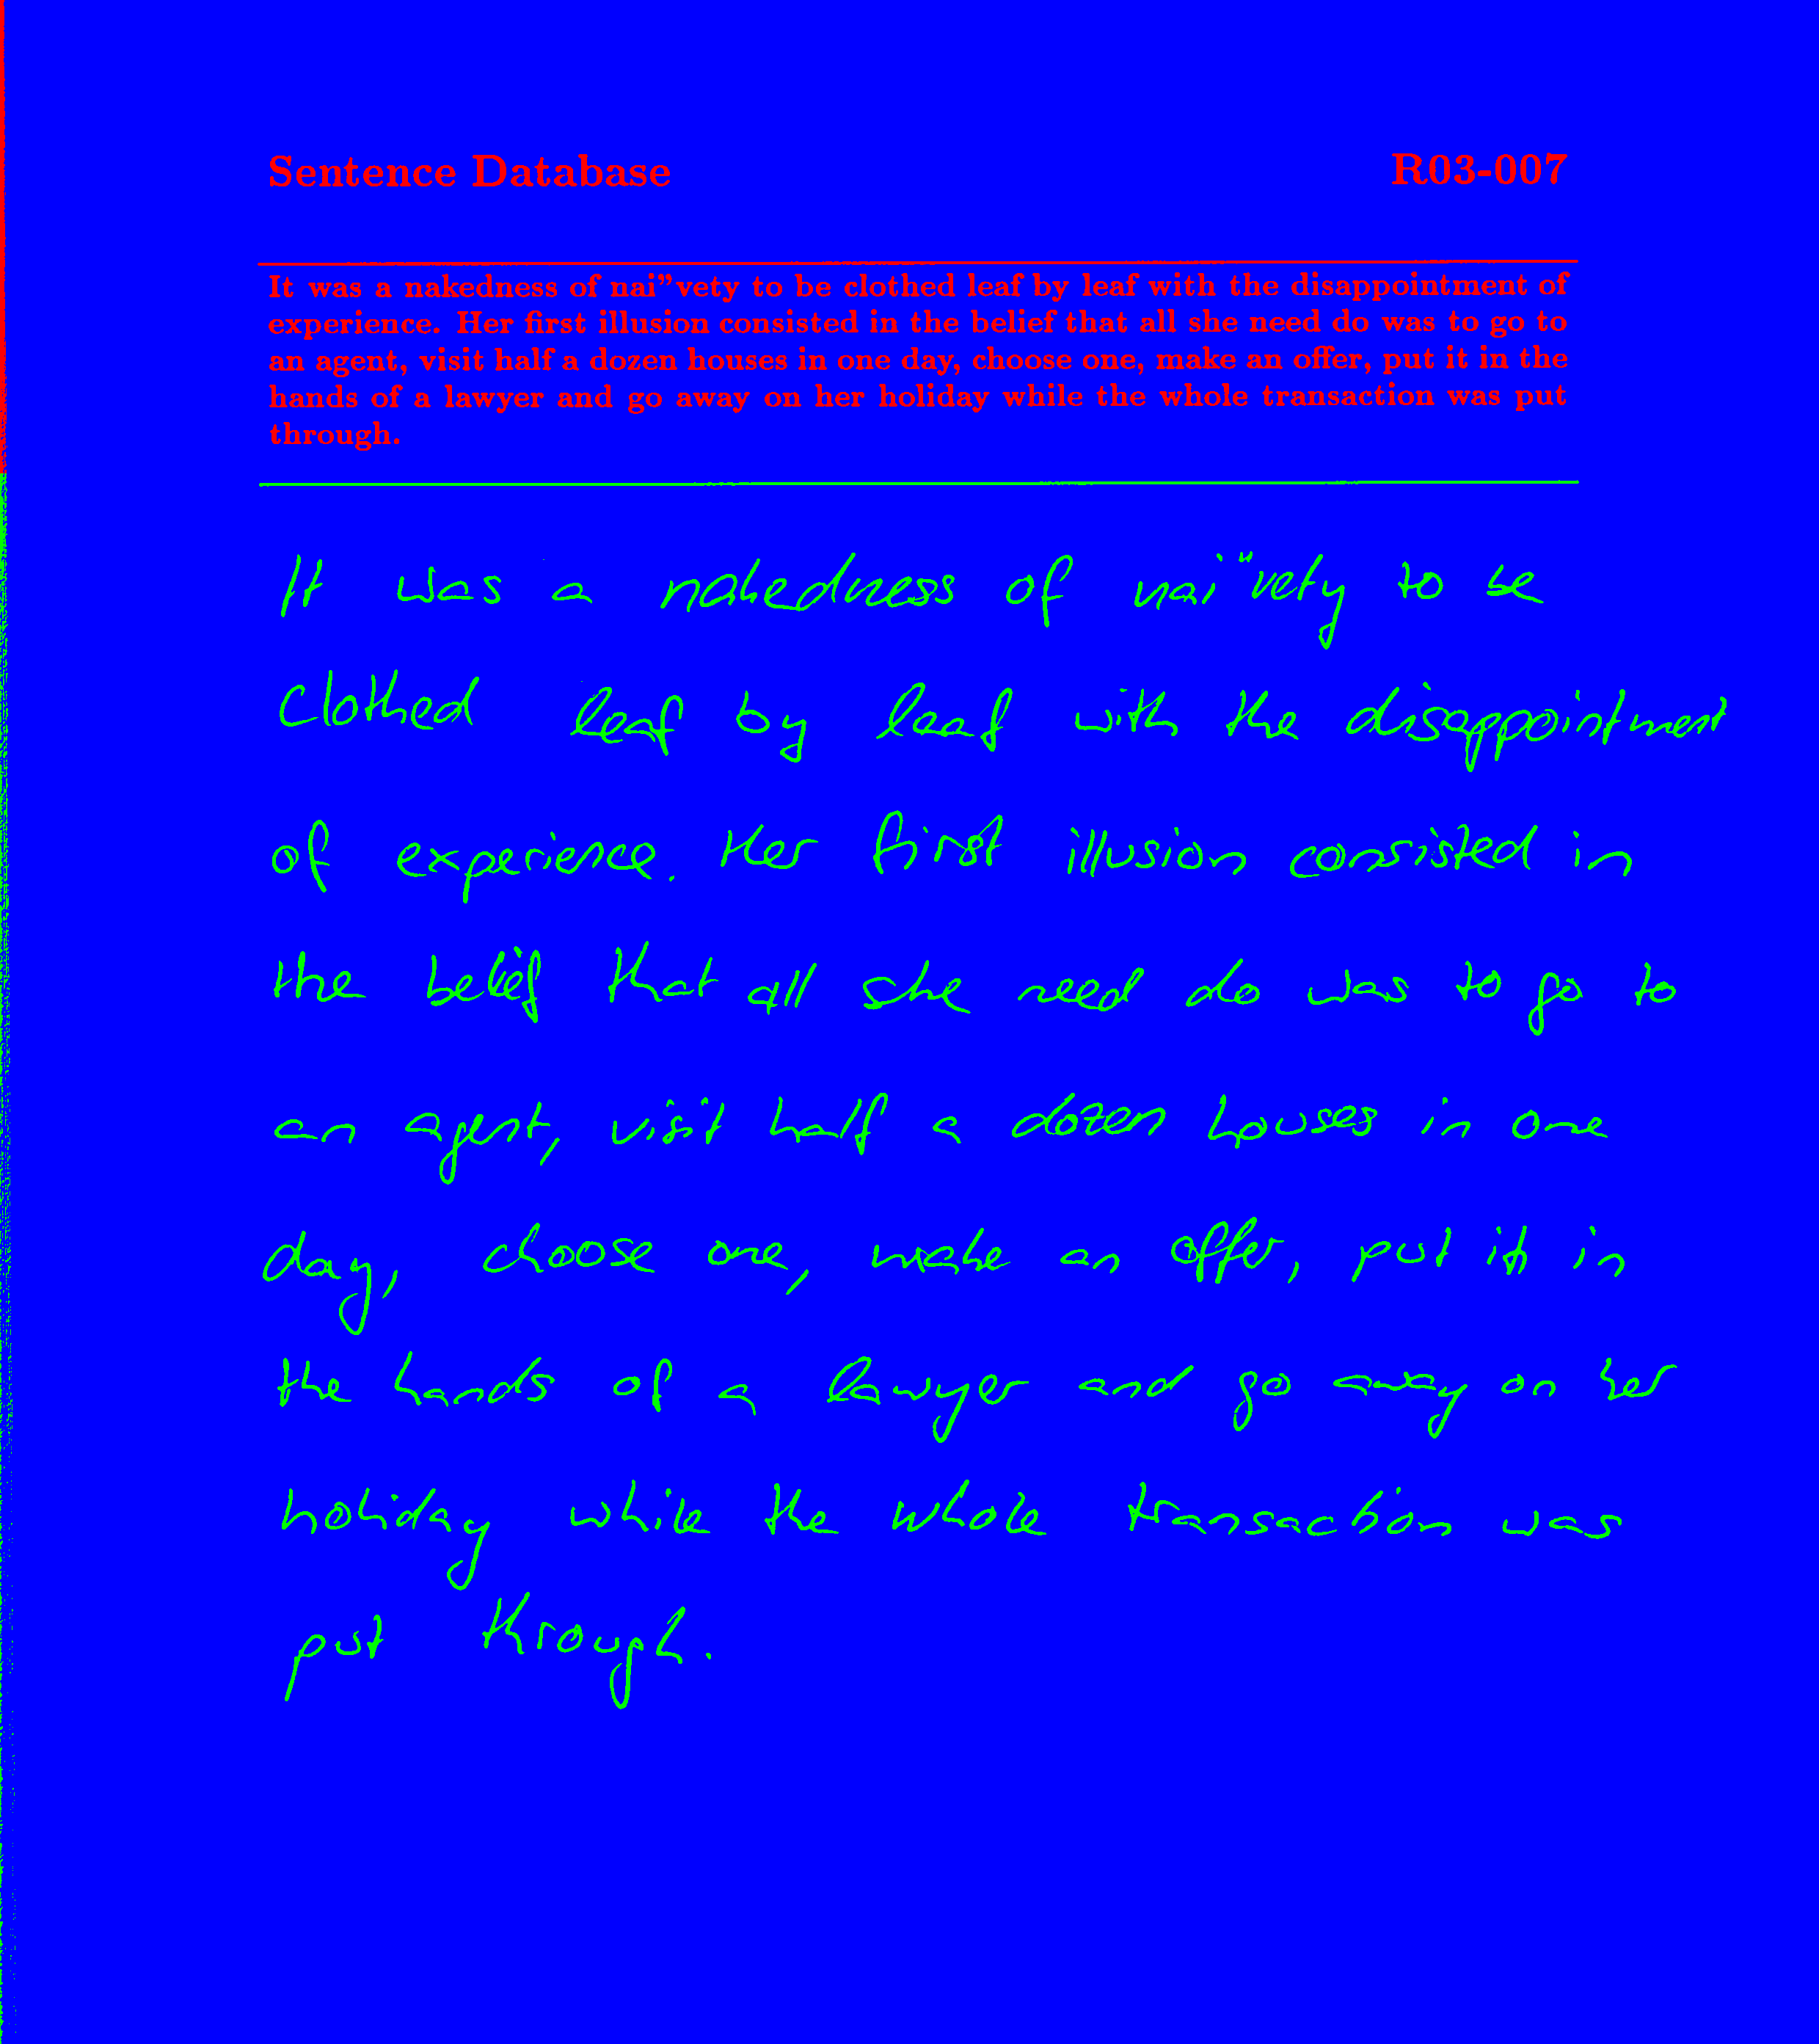 Sentence Database R03-007
It was a nakedness of nai"vety to be clothed leaf by leaf with the disappointment of
experience. Her first illusion consisted in the belief that all she need do was to go to
an agent, visit half a dozen houses in one day, choose one, make an offer, put it in the
hands of a lawyer and go away on her holiday while the whole transaction was put
through.
It was a nakedness of nai"vety to be
clothed leaf by leaf with the disappointment
of experience. Her first illusion consisted in
the belief that all she need do was to go to
an agent, visit half a dozen houses in one
day, choose one, make an offer, put it in
the hands of a lawyer and go away on her
holiday while the whole transaction was
put through.